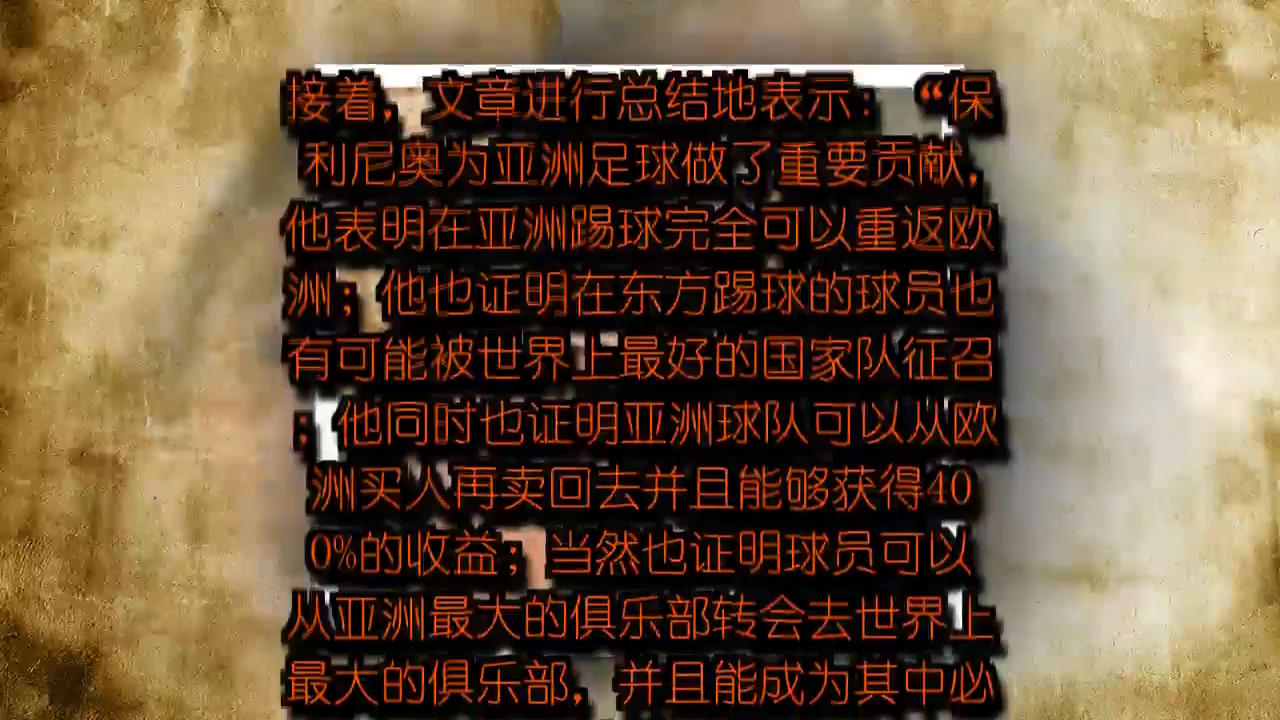 接着，文章进行总结地表示：“保
利尼奥为亚洲足球做了重要贡献，
他表明在亚洲踢球完全可以重返欧
洲；他也证明在东方踢球的球员也
有可能被世界上最好的国家队征召
；他同时也证明亚洲球队可以从欧
洲买人再卖回去并且能够获得40
0%的收益；当然也证明球员可以
从亚洲最大的俱乐部转会去世界上
最大的俱乐部，并且能成为其中必